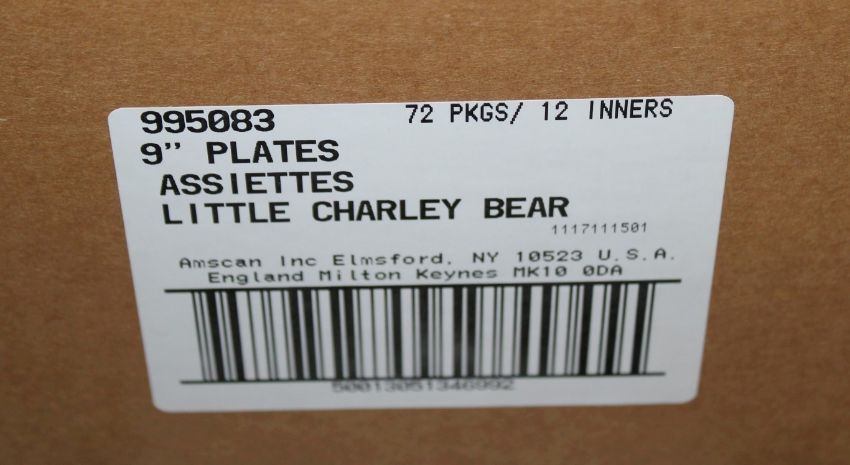 995083 72 PKGS/ 12 INNERS
9" PLATES
ASSIETTES
LITTLE CHARLEY BEAR
1117111501
Amscan Inc Elmsford, NY 10523 U.S.A.
England Milton Keynes MK10 0DA
50013051346992